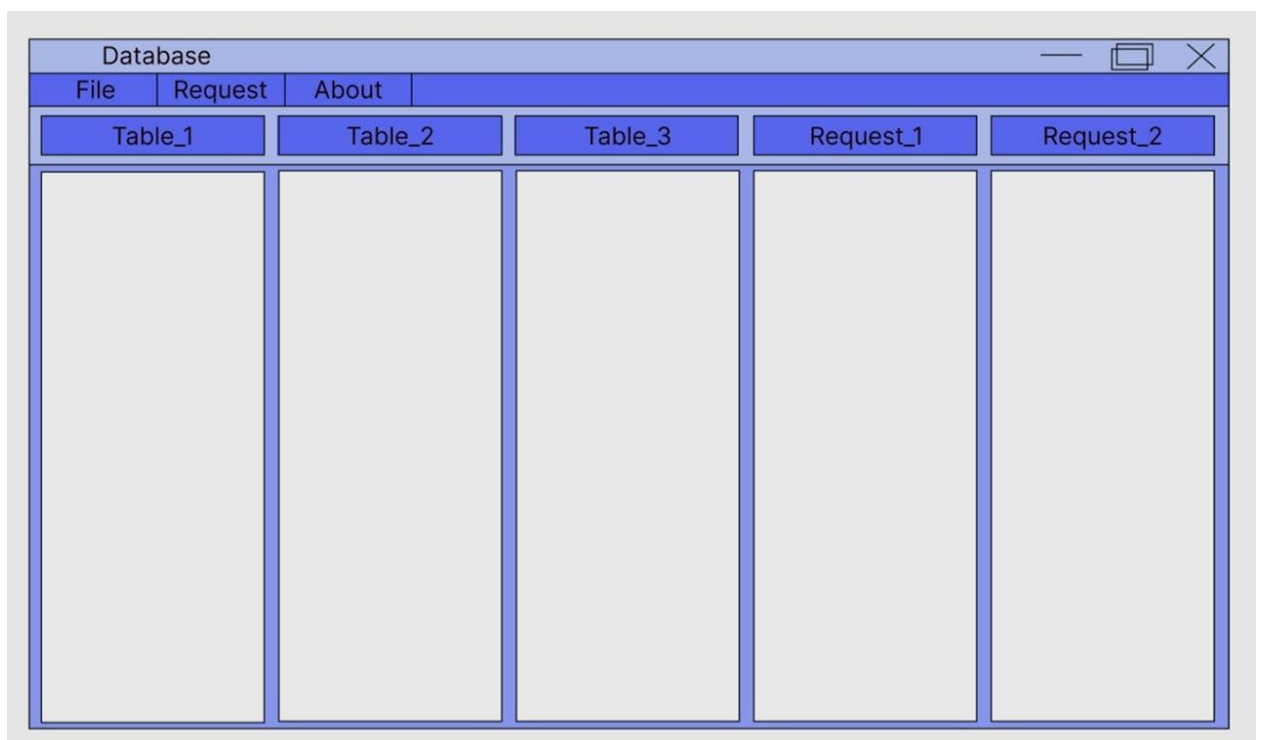 Database
File Request About
Table_1 Table_2 Table_3 Request_1 Request_2